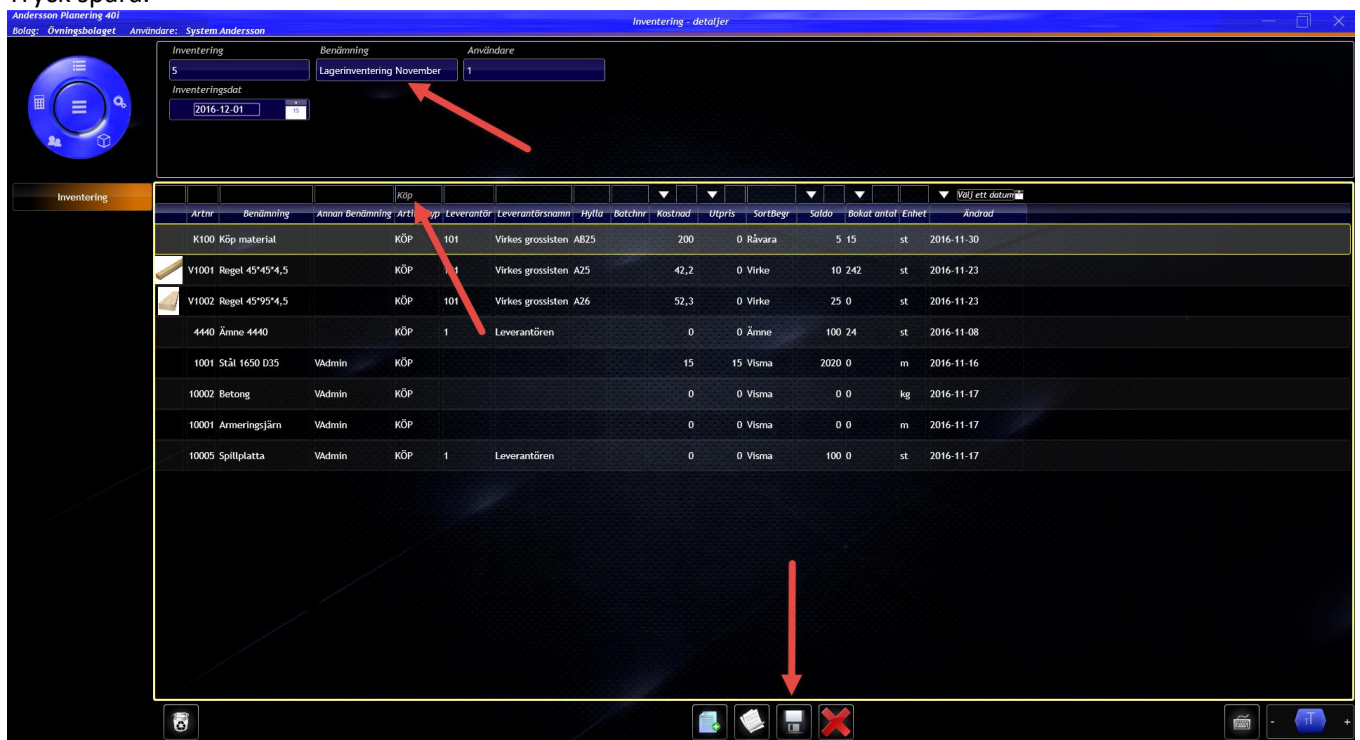 Tryck spara.
Andersson Planering 40i
Inventering - detaljer
Bolag: Övningsbolaget Användare: System Andersson
Inventering Benämning Användare
5 Lagerinventering November 1
Inventeringsdat
2016-12-01 15
Inventering
Köp Välj ett datum
Artnr Benämning Annan Benämning Leverantör Leverantörsnamn Hylla Batchnr Kostnad Utpris SortBegr Saldo Bokat antal Enhet Ändrad
K100 Köp material KÖP 101 Virkes grossisten AB25 200 0 Råvara 5 15 st 2016-11-30
V1001 Regel 45*45*4,5 KÖP Virkes grossisten A25 42,2 0 Virke 10 242 st 2016-11-23
V1002 Regel 45*95*4,5 KÖP 101 Virkes grossisten A26 52,3 0 Virke 25 0 st 2016-11-23
4440 Ämne 4440 KÖP 1 Leverantören 0 0 Ämne 100 24 st 2016-11-08
1001 Stål 1650 D35 VAdmin KÖP 15 15 Visma 2020 0 m 2016-11-16
10002 Betong VAdmin KÖP 0 0 Visma 0 0 kg 2016-11-17
10001 Armeringsjärn VAdmin KÖP 0 0 Visma 0 0 m 2016-11-17
10005 Spillplatta VAdmin KÖP 1 Leverantören 0 0 Visma 100 0 st 2016-11-17
- T +